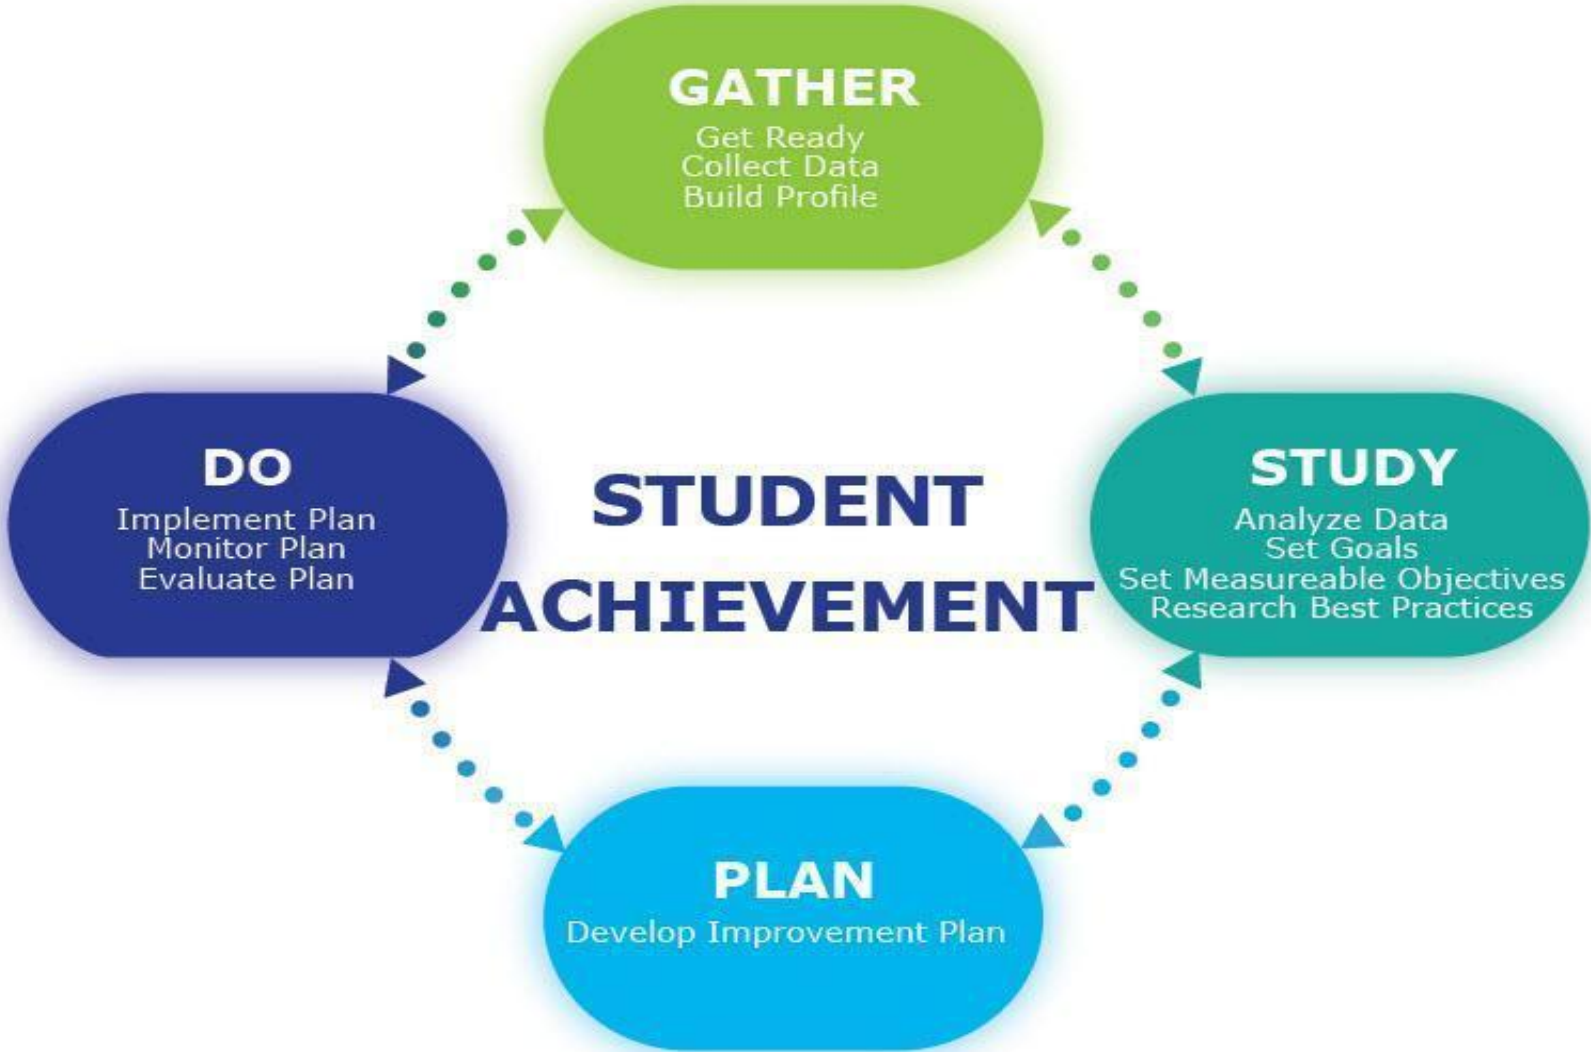 GATHER
Get Ready
Collect Data
Build Profile
DO
Implement Plan
Monitor Plan
Evaluate Plan
STUDENT
ACHIEVEMENT
STUDY
Analyze Data
Set Goals
Set Measureable Objectives
Research Best Practices
PLAN
Develop Improvement Plan